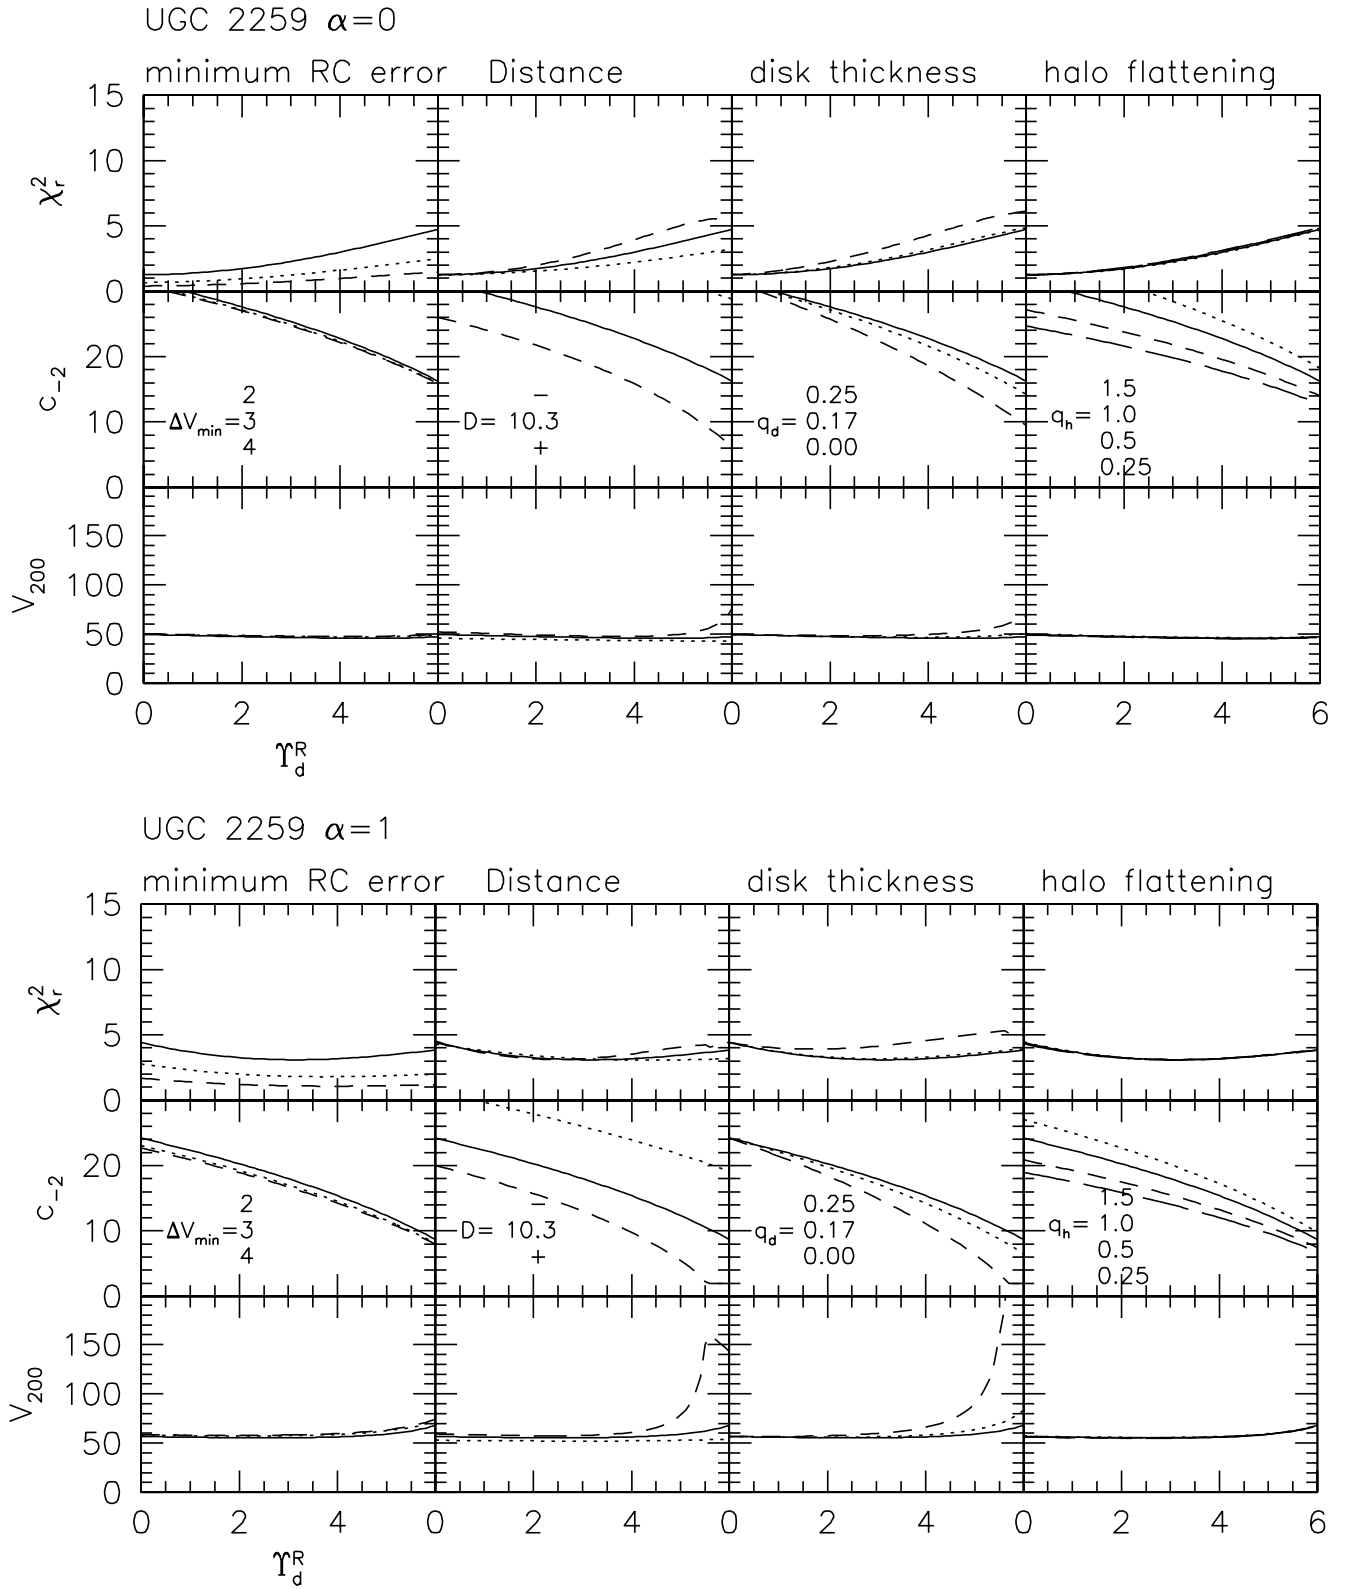 UGC 2259 α=0
minimum RC error Distance disk thickness halo flattening
15
10
5
0
χ²ᵣ
20
10
0
c₋₂
2
ΔVmin=3
4
−
D= 10.3
+
0.25
qd= 0.17
0.00
1.5
qh= 1.0
0.5
0.25
150
100
50
0
V200
0 2 4 0 2 4 0 2 4 0 2 4 6
ϒᴿd
UGC 2259 α=1
minimum RC error Distance disk thickness halo flattening
15
10
5
0
χ²ᵣ
20
10
0
c₋₂
2
ΔVmin=3
4
−
D= 10.3
+
0.25
qd= 0.17
0.00
1.5
qh= 1.0
0.5
0.25
150
100
50
0
V200
0 2 4 0 2 4 0 2 4 0 2 4 6
ϒᴿd